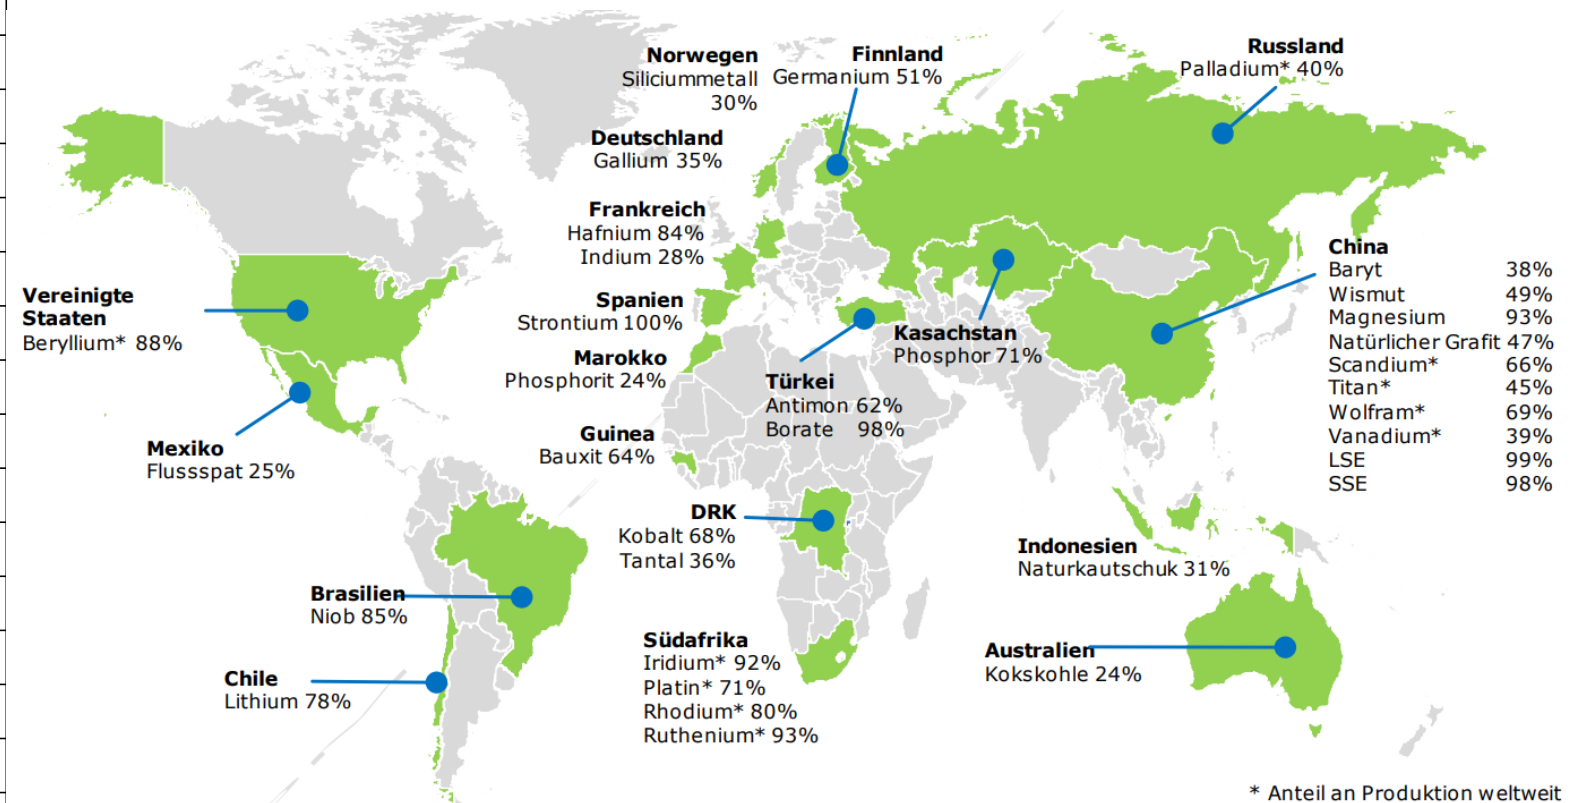 Norwegen
Siliciummetall
30%
Finnland
Germanium 51%
Russland
Palladium* 40%
Deutschland
Gallium 35%
Frankreich
Hafnium 84%
Indium 28%
China
Baryt 38%
Wismut 49%
Magnesium 93%
Natürlicher Grafit 47%
Scandium* 66%
Titan* 45%
Wolfram* 69%
Vanadium* 39%
LSE 99%
SSE 98%
Vereinigte
Staaten
Beryllium* 88%
Spanien
Strontium 100%
Kasachstan
Phosphor 71%
Marokko
Phosphorit 24%
Türkei
Antimon 62%
Borate 98%
Mexiko
Flussspat 25%
Guinea
Bauxit 64%
DRK
Kobalt 68%
Tantal 36%
Indonesien
Naturkautschuk 31%
Brasilien
Niob 85%
Südafrika
Iridium* 92%
Platin* 71%
Rhodium* 80%
Ruthenium* 93%
Australien
Kokskohle 24%
Chile
Lithium 78%
* Anteil an Produktion weltweit